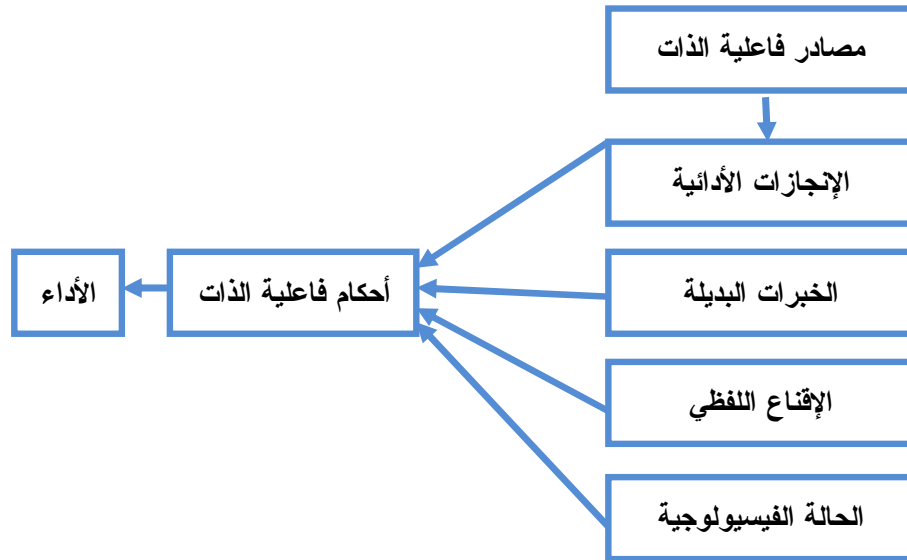 مصادر فاعلية الذات
الإنجازات الأدائية
الخبرات البديلة
أحكام فاعلية الذات
الأداء
الإقناع اللفظي
الحالة الفيسيولوجية